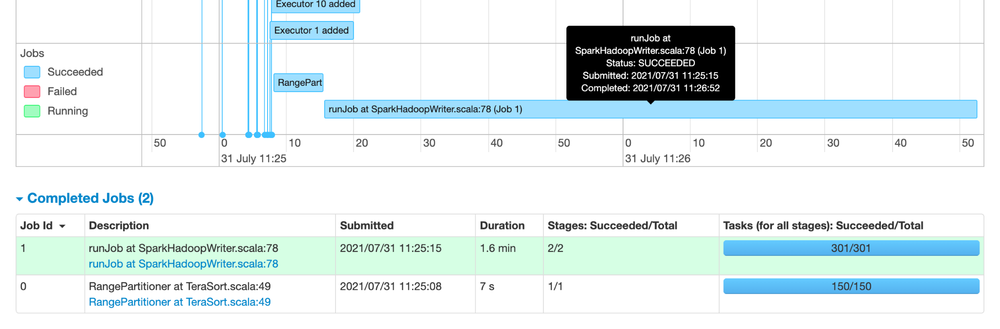 Executor 10 added
Executor 1 added
runJob at
SparkHadoopWriter.scala:78 (Job 1)
Status: SUCCEEDED
Submitted: 2021/07/31 11:25:15
Completed: 2021/07/31 11:26:52
Jobs
Succeeded
Failed
Running
RangePart
runJob at SparkHadoopWriter.scala:78 (Job 1)
50 0 10 20 30 40 50 0 10 20 30 40 50
31 July 11:25 31 July 11:26
Completed Jobs (2)
Job Id Description Submitted Duration Stages: Succeeded/Total Tasks (for all stages): Succeeded/Total
1 runJob at SparkHadoopWriter.scala:78 2021/07/31 11:25:15 1.6 min 2/2 301/301
runJob at SparkHadoopWriter.scala:78
0 RangePartitioner at TeraSort.scala:49 2021/07/31 11:25:08 7 s 1/1 150/150
RangePartitioner at TeraSort.scala:49